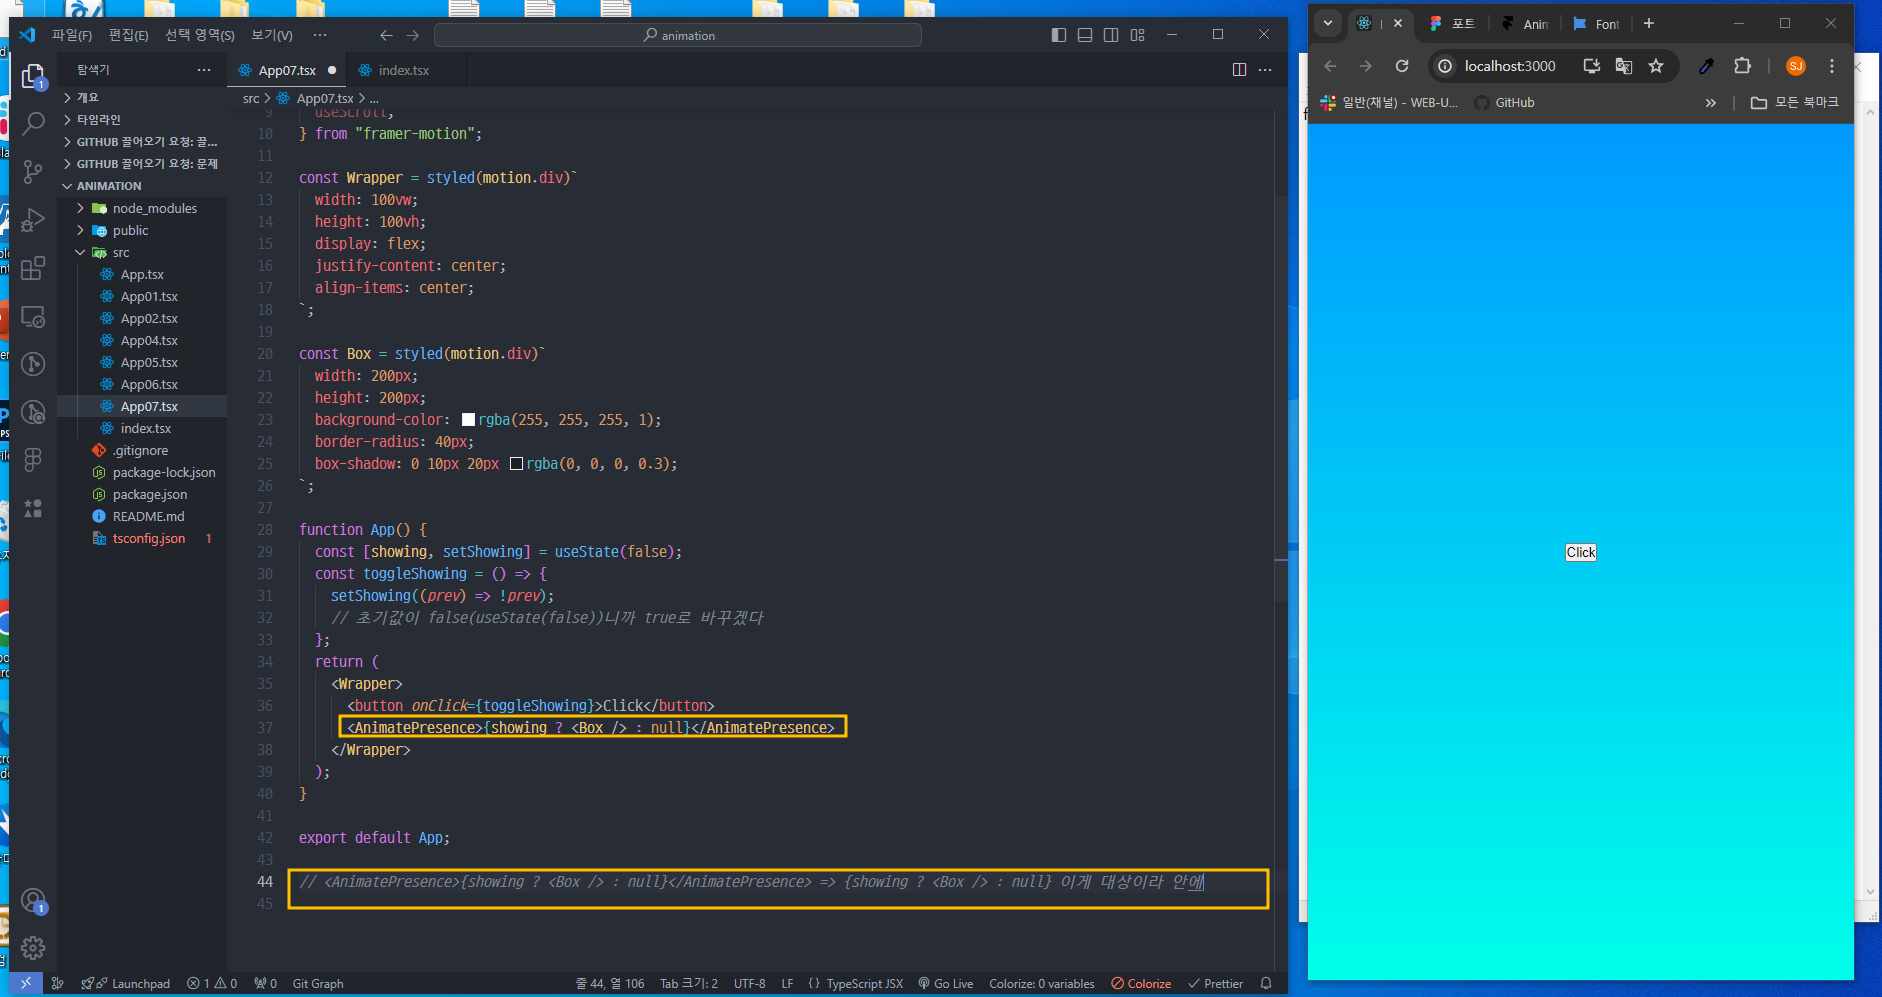 파일(F) 편집(E) 선택 영역(S) 보기(V) ··· animation
탐색기 ···
개요
타임라인
GITHUB 끌어오기 요청: 끌...
GITHUB 끌어오기 요청: 문제
ANIMATION
node_modules
public
src
App.tsx
App01.tsx
App02.tsx
App04.tsx
App05.tsx
App06.tsx
App07.tsx
index.tsx
.gitignore
package-lock.json
package.json
README.md
tsconfig.json 1
App07.tsx index.tsx
src > App07.tsx > ...
9 useScroll,
10 } from "framer-motion";
11
12 const Wrapper = styled(motion.div)`
13 width: 100vw;
14 height: 100vh;
15 display: flex;
16 justify-content: center;
17 align-items: center;
18 `;
19
20 const Box = styled(motion.div)`
21 width: 200px;
22 height: 200px;
23 background-color: rgba(255, 255, 255, 1);
24 border-radius: 40px;
25 box-shadow: 0 10px 20px rgba(0, 0, 0, 0.3);
26 `;
27
28 function App() {
29 const [showing, setShowing] = useState(false);
30 const toggleShowing = () => {
31 setShowing((prev) => !prev);
32 // 초기값이 false(useState(false))니까 true로 바꾸겠다
33 };
34 return (
35 <Wrapper>
36 <button onClick={toggleShowing}>Click</button>
37 <AnimatePresence>{showing ? <Box /> : null}</AnimatePresence>
38 </Wrapper>
39 );
40 }
41
42 export default App;
43
44 // <AnimatePresence>{showing ? <Box /> : null}</AnimatePresence> => {showing ? <Box /> : null} 이게 대상이라 안에
45
1
1
Launchpad 1 0 0 Git Graph 줄 44, 열 106 Tab 크기: 2 UTF-8 LF {} TypeScript JSX Go Live Colorize: 0 variables Colorize Prettier
포트 Anin Font
localhost:3000 SJ
일반(채널) - WEB-U... GitHub » 모든 북마크
Click